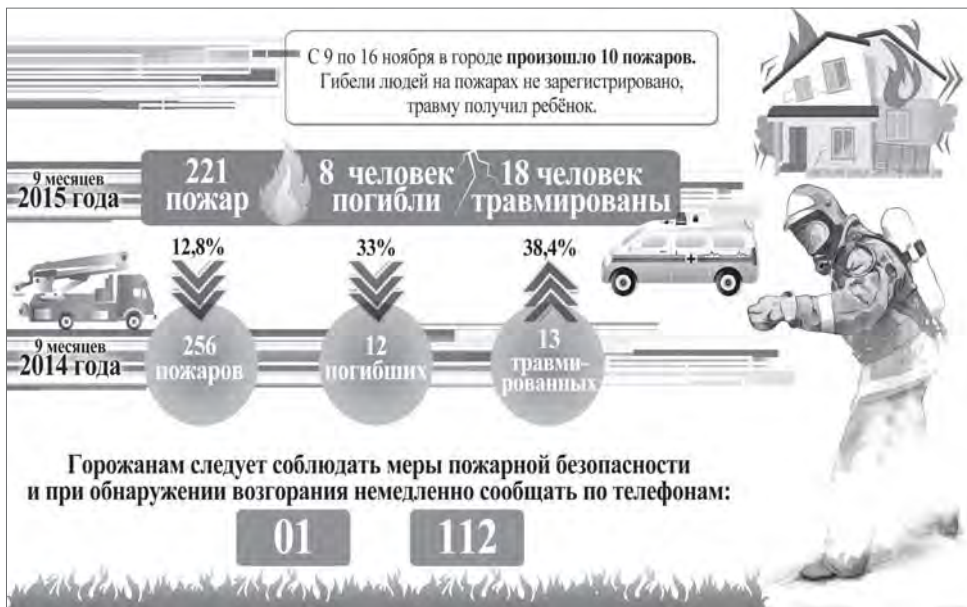 С 9 по 16 ноября в городе произошло 10 пожаров.
Гибели людей на пожарах не зарегистрировано,
травму получил ребёнок.
9 месяцев
2015 года
221
пожар
8 человек
погибли
18 человек
травмированы
12,8%
33%
38,4%
9 месяцев
2014 года
256
пожаров
12
погибших
13
травми-
рованных
Горожанам следует соблюдать меры пожарной безопасности
и при обнаружении возгорания немедленно сообщать по телефонам:
01
112